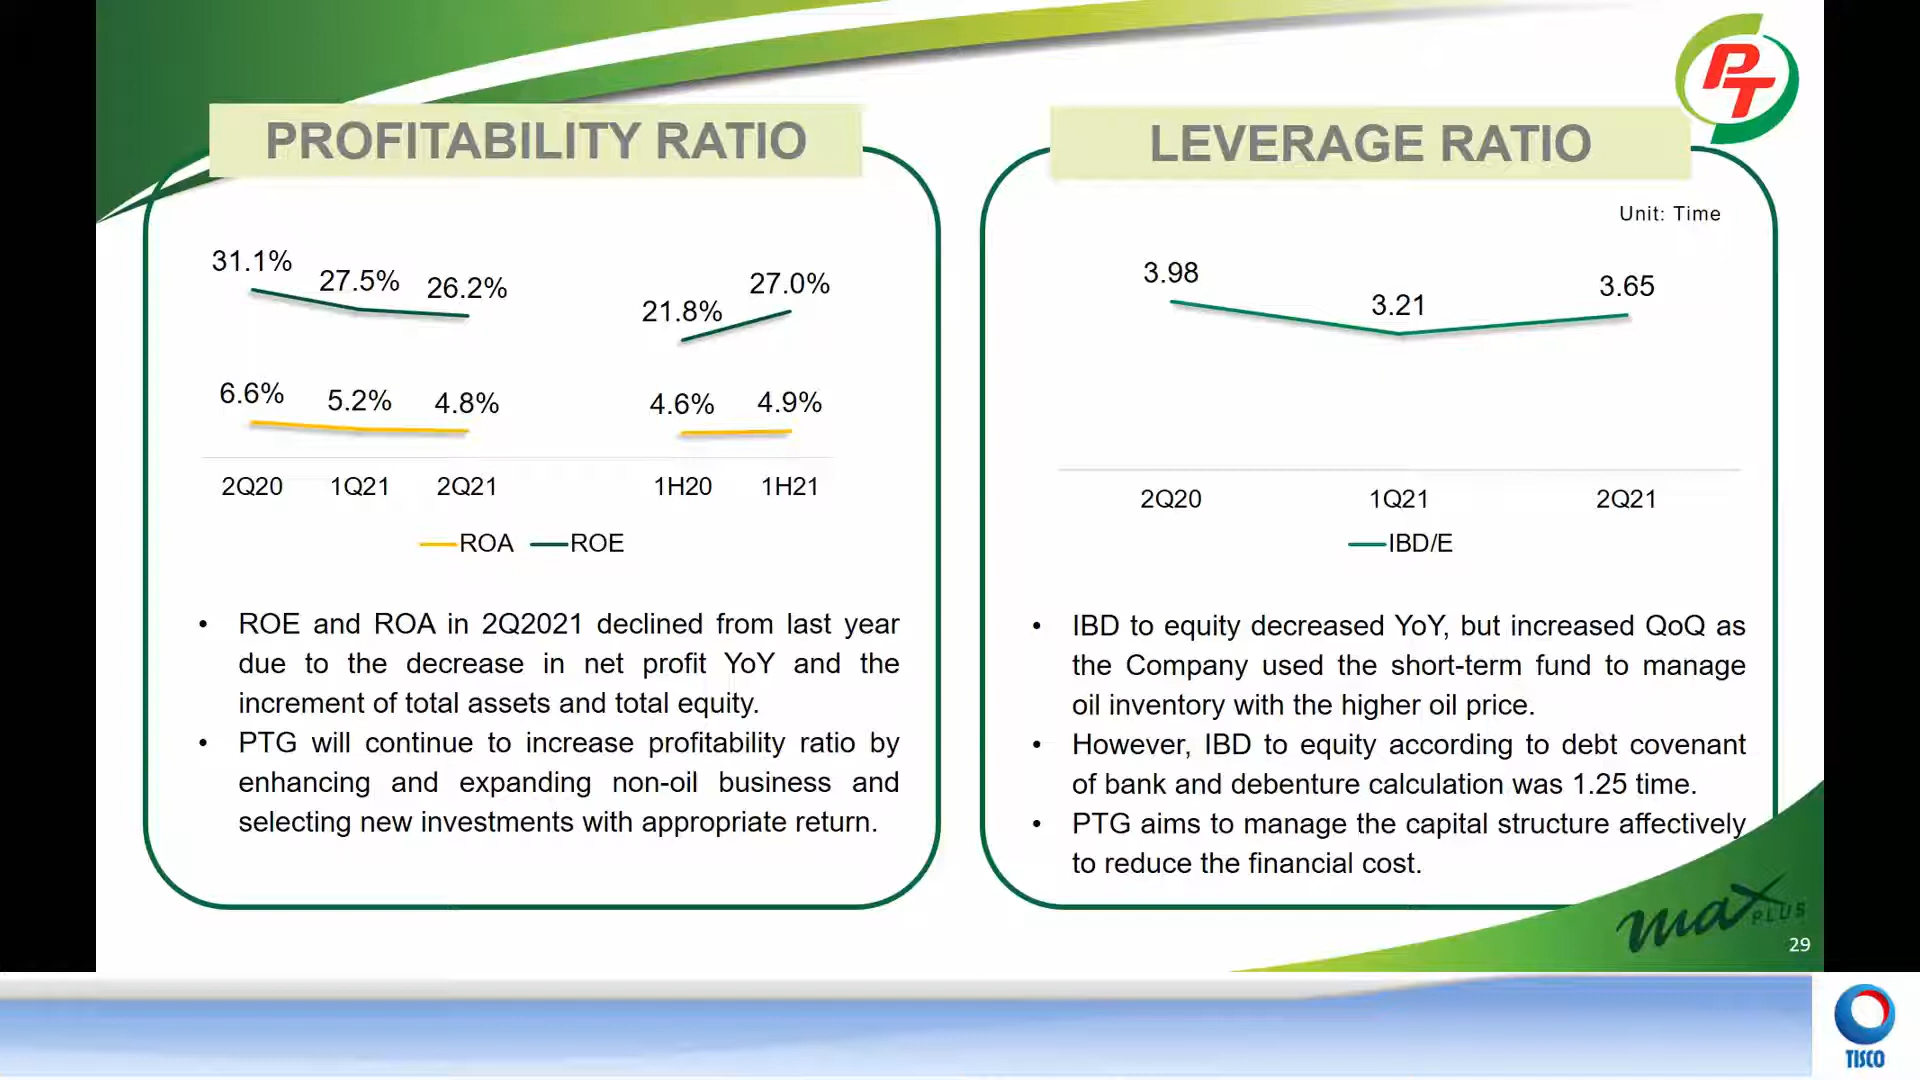 PT
PROFITABILITY RATIO
31.1%
27.5%
26.2%
21.8%
27.0%
6.6%
5.2%
4.8%
4.6%
4.9%
2Q20 1Q21 2Q21 1H20 1H21
ROA ROE
• ROE and ROA in 2Q2021 declined from last year
due to the decrease in net profit YoY and the
increment of total assets and total equity.
• PTG will continue to increase profitability ratio by
enhancing and expanding non-oil business and
selecting new investments with appropriate return.
LEVERAGE RATIO
Unit: Time
3.98
3.21
3.65
2Q20 1Q21 2Q21
IBD/E
• IBD to equity decreased YoY, but increased QoQ as
the Company used the short-term fund to manage
oil inventory with the higher oil price.
• However, IBD to equity according to debt covenant
of bank and debenture calculation was 1.25 time.
• PTG aims to manage the capital structure affectively
to reduce the financial cost.
max PLUS
29
TISCO